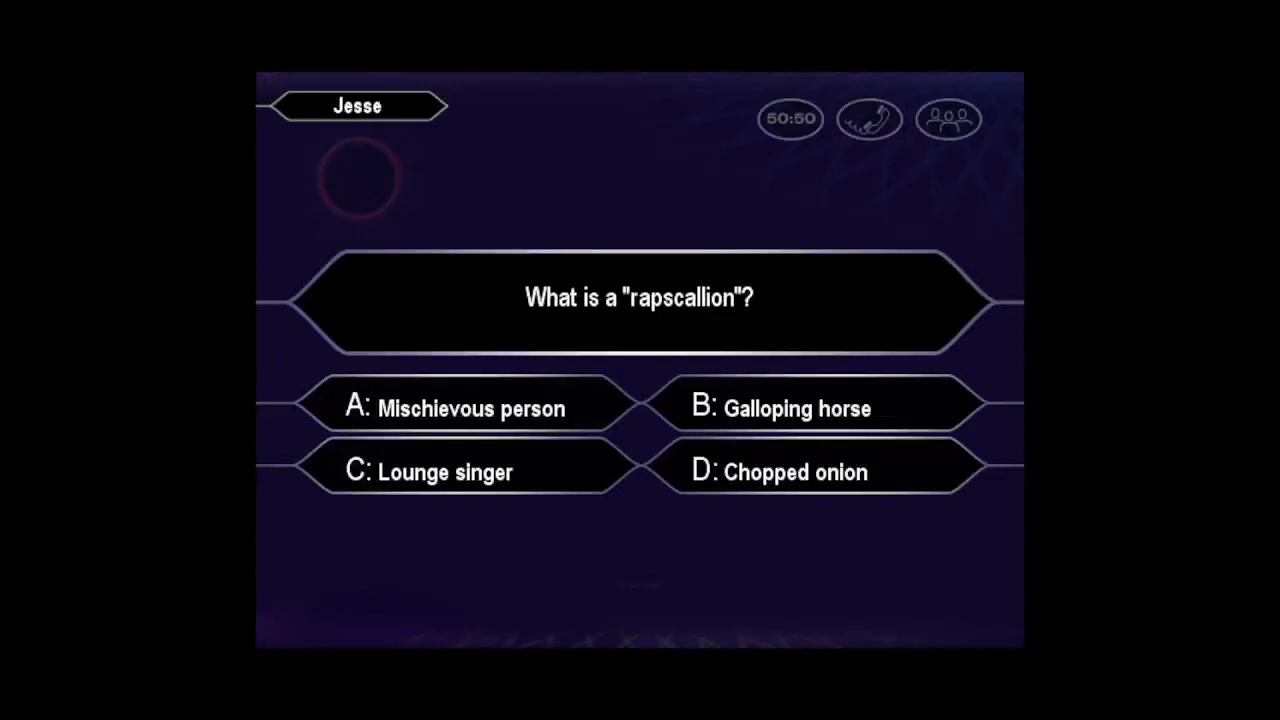 Jesse
50:50
What is a "rapscallion"?
A: Mischievous person
B: Galloping horse
C: Lounge singer
D: Chopped onion